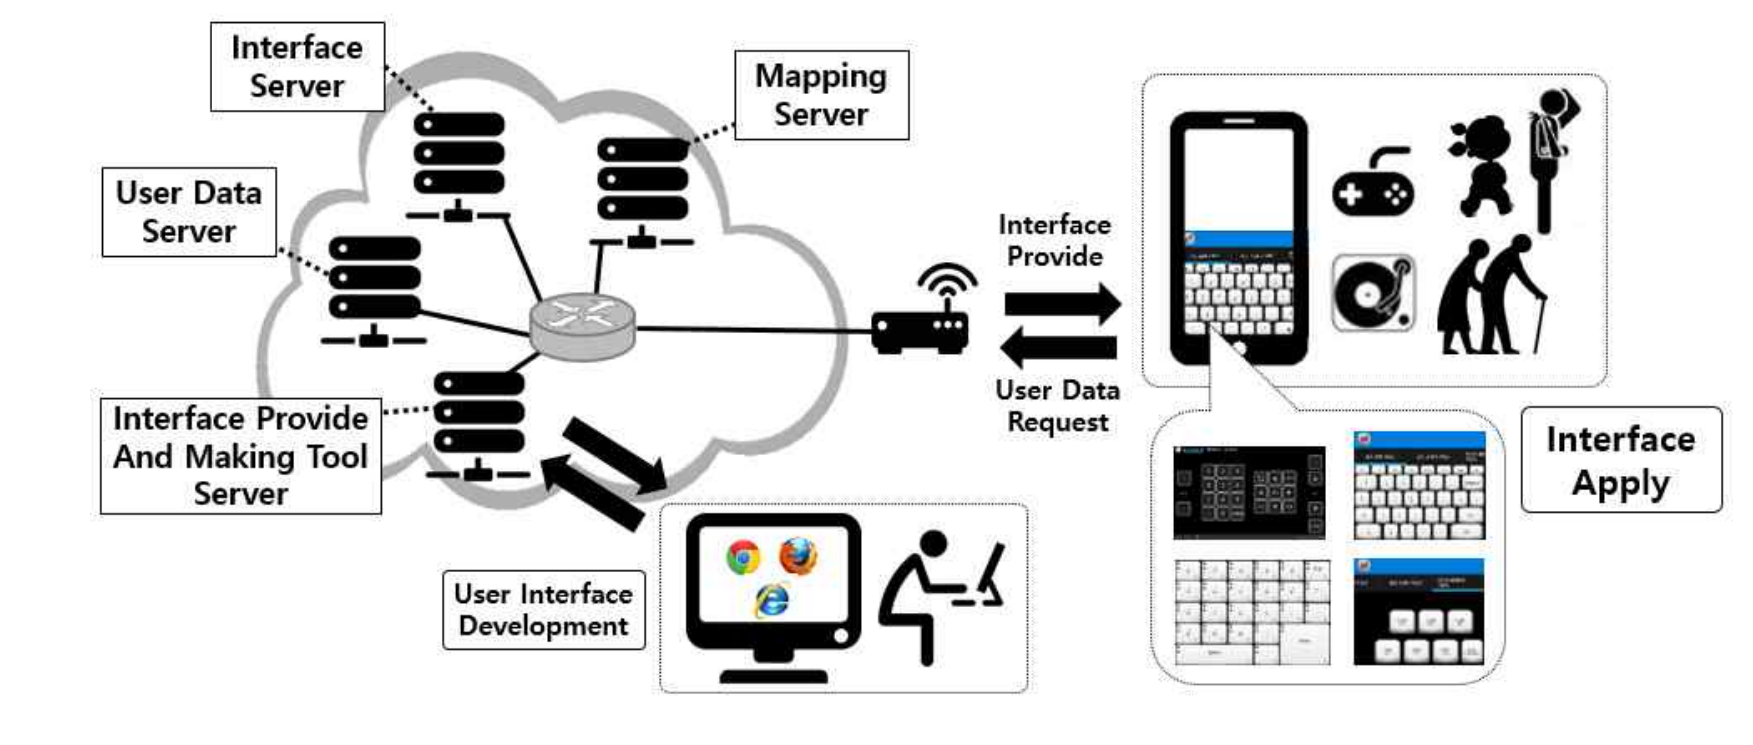 Interface
Server
Mapping
Server
User Data
Server
Interface Provide
And Making Tool
Server
Interface
Provide
User Data
Request
Interface
Apply
User Interface
Development